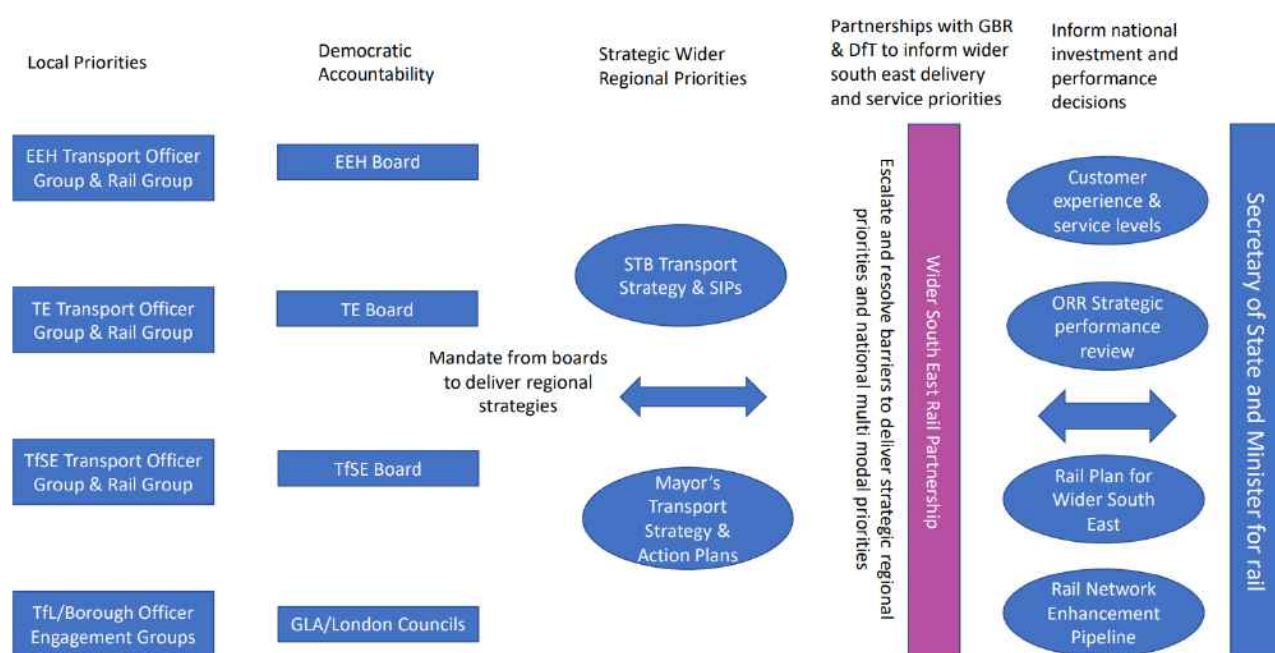 Local Priorities
Democratic
Accountability
Strategic Wider
Regional Priorities
Partnerships with GBR
& DfT to inform wider
south east delivery
and service priorities
Inform national
investment and
performance
decisions
EEH Transport Officer
Group & Rail Group
TE Transport Officer
Group & Rail Group
TfSE Transport Officer
Group & Rail Group
TfL/Borough Officer
Engagement Groups
EEH Board
TE Board
TfSE Board
GLA/London Councils
Mandate from boards
to deliver regional
strategies
STB Transport
Strategy & SIPs
Mayor's
Transport
Strategy &
Action Plans
Escalate and resolve barriers to deliver strategic regional
priorities and national multi modal priorities
Wider South East Rail Partnership
Customer
experience &
service levels
ORR Strategic
performance
review
Rail Plan for
Wider South
East
Rail Network
Enhancement
Pipeline
Secretary of State and Minister for rail